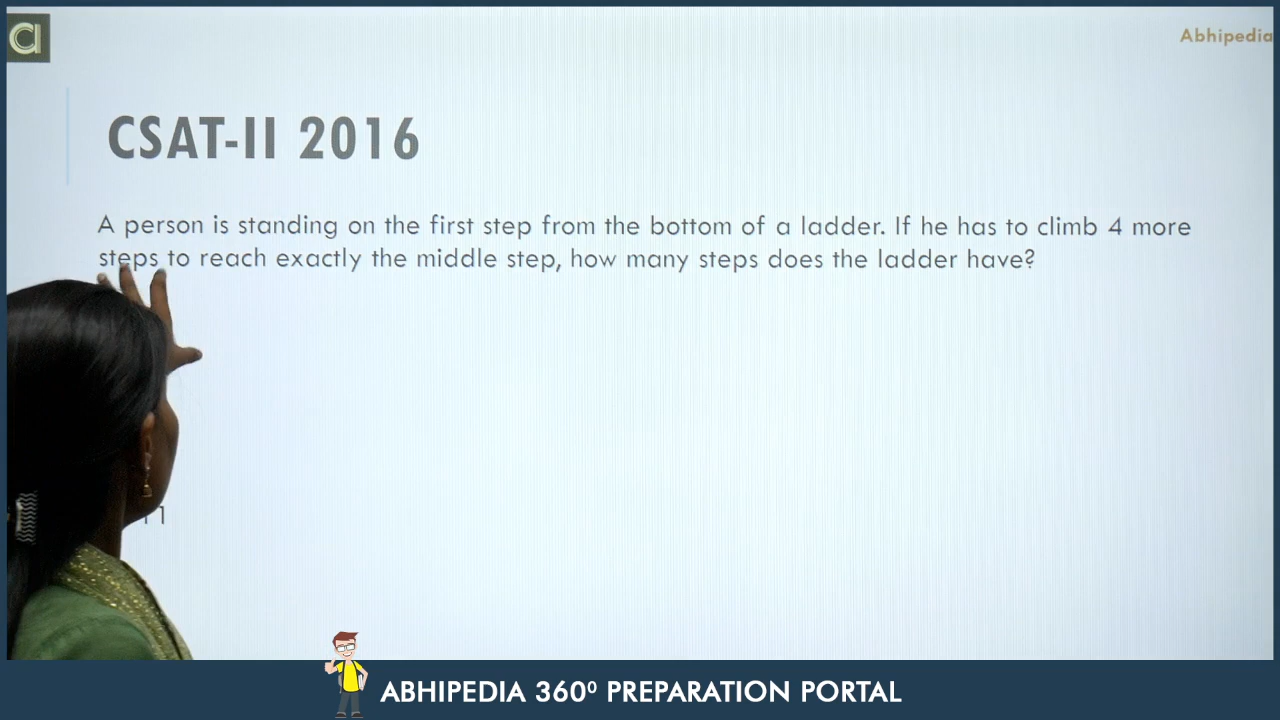 Abhipedia
CSAT-II 2016
A person is standing on the first step from the bottom of a ladder. If he has to climb 4 more
steps to reach exactly the middle step, how many steps does the ladder have?
11
ABHIPEDIA 360⁰ PREPARATION PORTAL